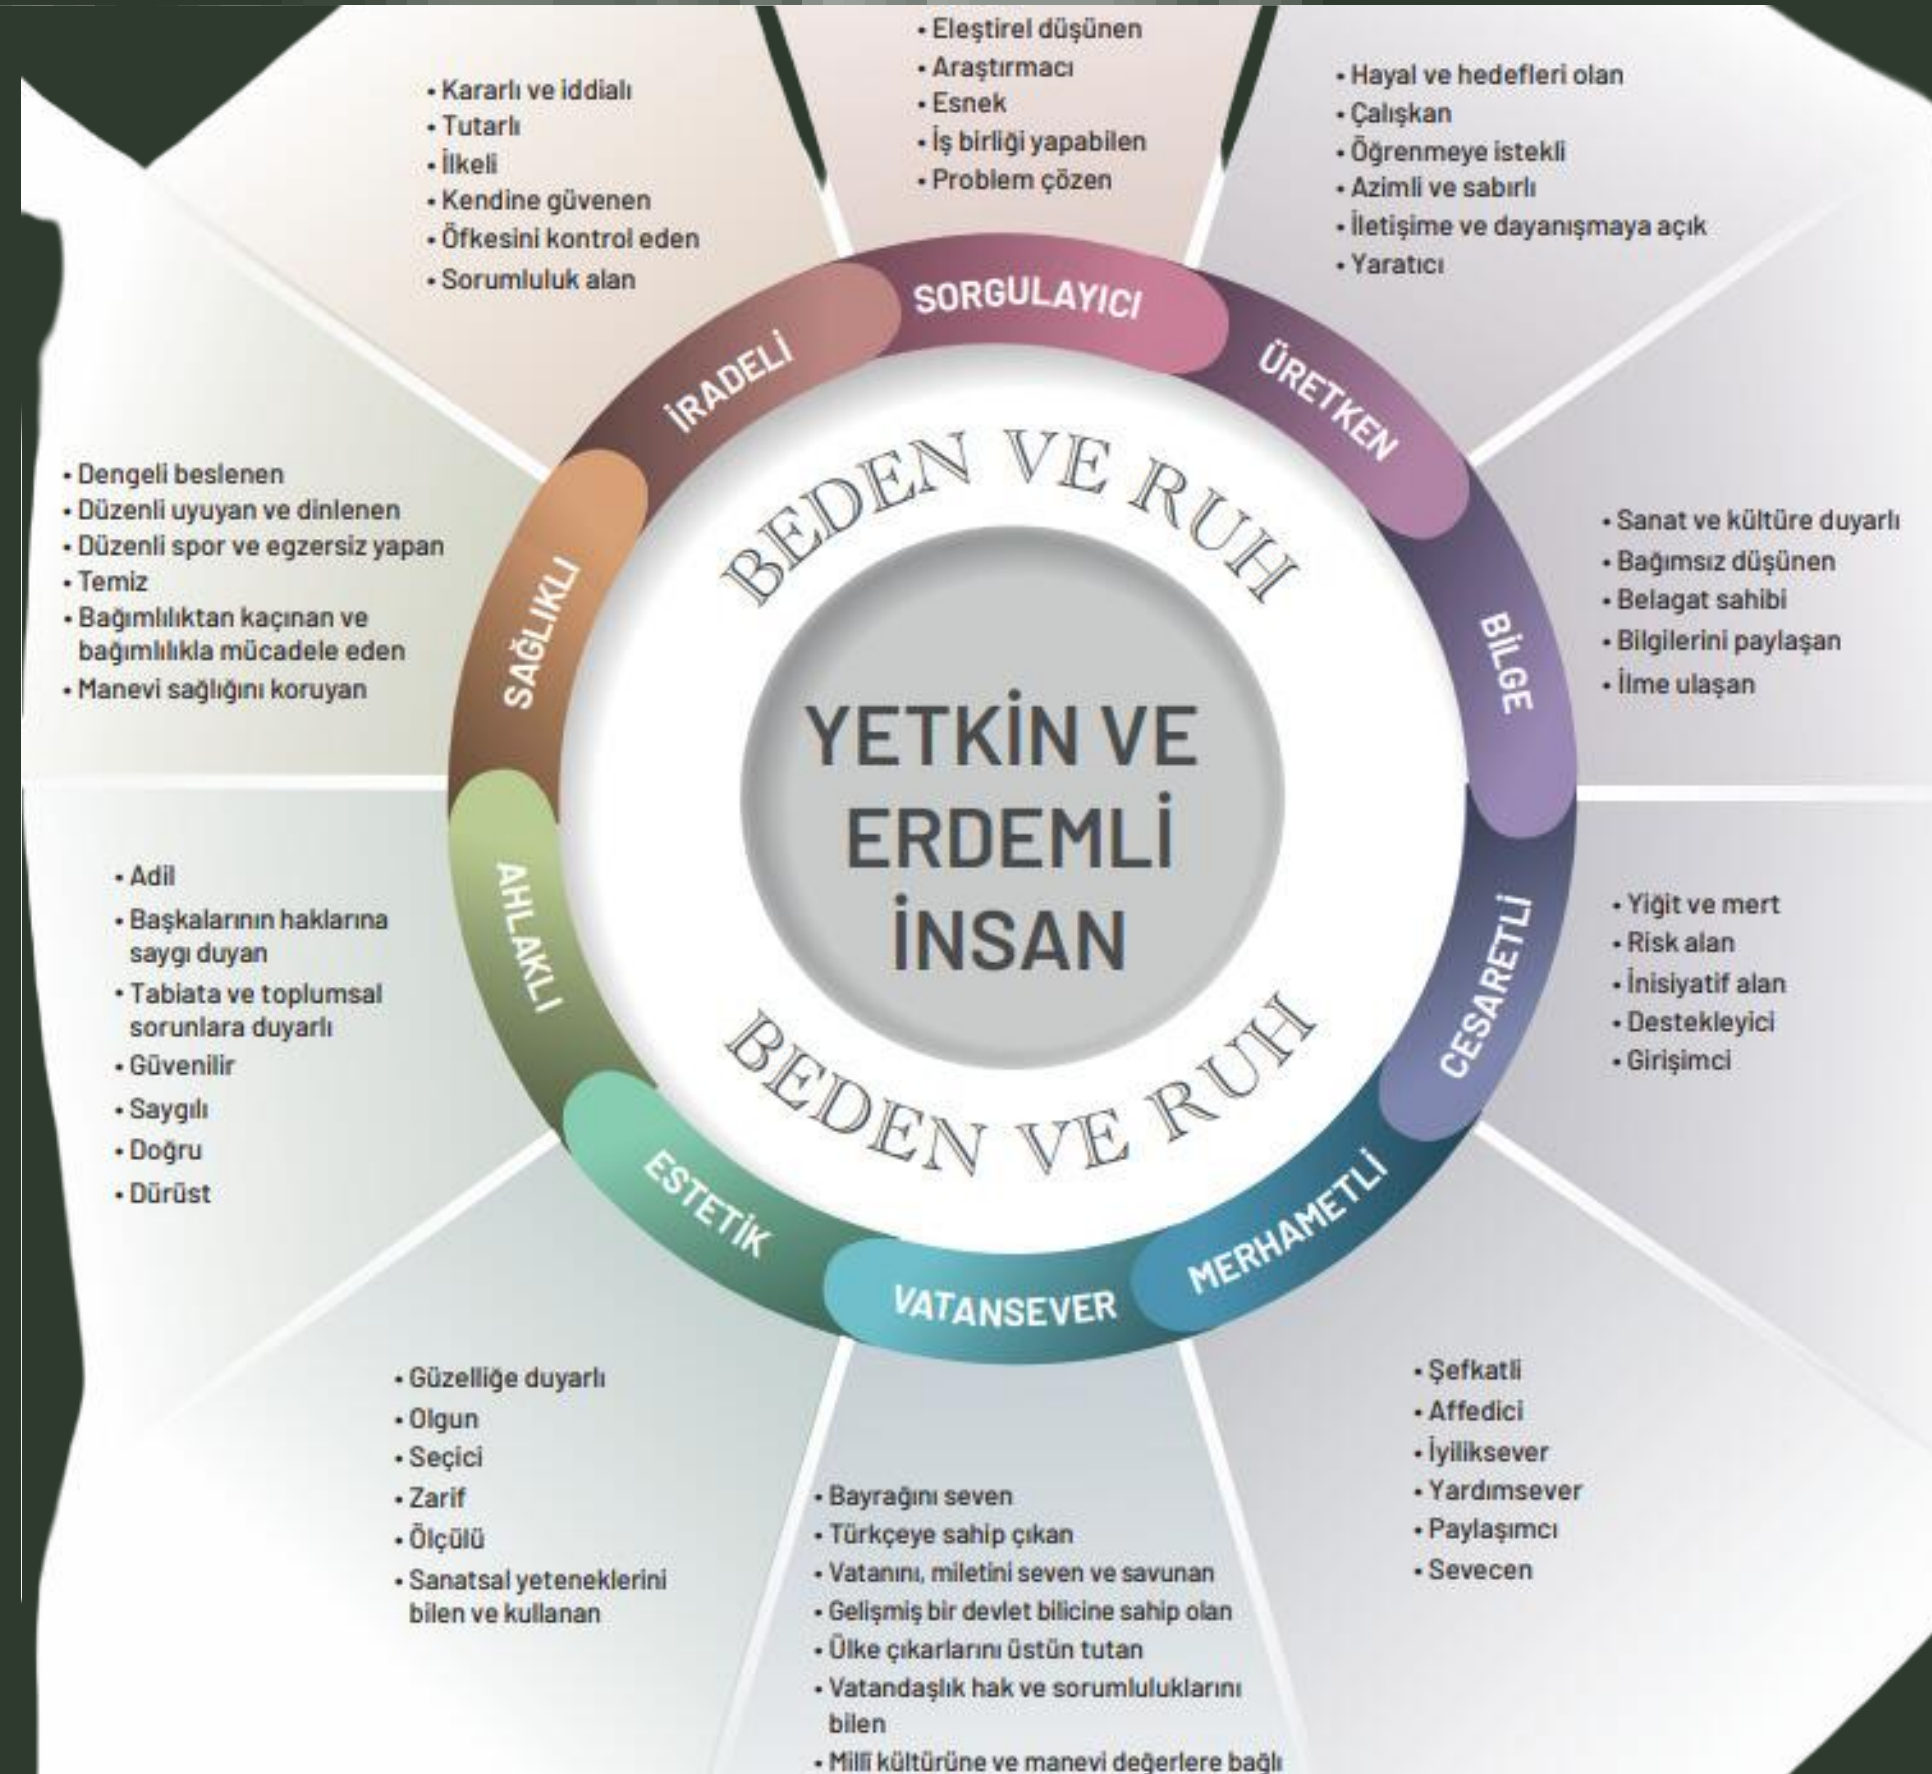 • Eleştirel düşünen
• Araştırmacı
• Esnek
• İş birliği yapabilen
• Problem çözen
• Kararlı ve iddialı
• Tutarlı
• İlkeli
• Kendine güvenen
• Öfkesini kontrol eden
• Sorumluluk alan
• Hayal ve hedefleri olan
• Çalışkan
• Öğrenmeye istekli
• Azimli ve sabırlı
• İletişime ve dayanışmaya açık
• Yaratıcı
SORGULAYICI
İRADELİ
ÜRETKEN
BEDEN VE RUH
• Dengeli beslenen
• Düzenli uyuyan ve dinlenen
• Düzenli spor ve egzersiz yapan
• Temiz
• Bağımlılıktan kaçınan ve
bağımlılıkla mücadele eden
• Manevi sağlığını koruyan
SAĞLIKLI
BİLGE
• Sanat ve kültüre duyarlı
• Bağımsız düşünen
• Belagat sahibi
• Bilgilerini paylaşan
• İlme ulaşan
YETKİN VE
ERDEMLİ
İNSAN
• Adil
• Başkalarının haklarına
saygı duyan
• Tabiata ve toplumsal
sorunlara duyarlı
• Güvenilir
• Saygılı
• Doğru
• Dürüst
AHLAKLI
CESARETLİ
• Yiğit ve mert
• Risk alan
• İnisiyatif alan
• Destekleyici
• Girişimci
BEDEN VE RUH
ESTETİK
VATANSEVER
MERHAMETLİ
• Güzelliğe duyarlı
• Olgun
• Seçici
• Zarif
• Ölçülü
• Sanatsal yeteneklerini
bilen ve kullanan
• Bayrağını seven
• Türkçeye sahip çıkan
• Vatanını, miletini seven ve savunan
• Gelişmiş bir devlet bilicine sahip olan
• Ülke çıkarlarını üstün tutan
• Vatandaşlık hak ve sorumluluklarını
bilen
• Millî kültürüne ve manevi değerlere bağlı
• Şefkatli
• Affedici
• İyiliksever
• Yardımsever
• Paylaşımcı
• Sevecen